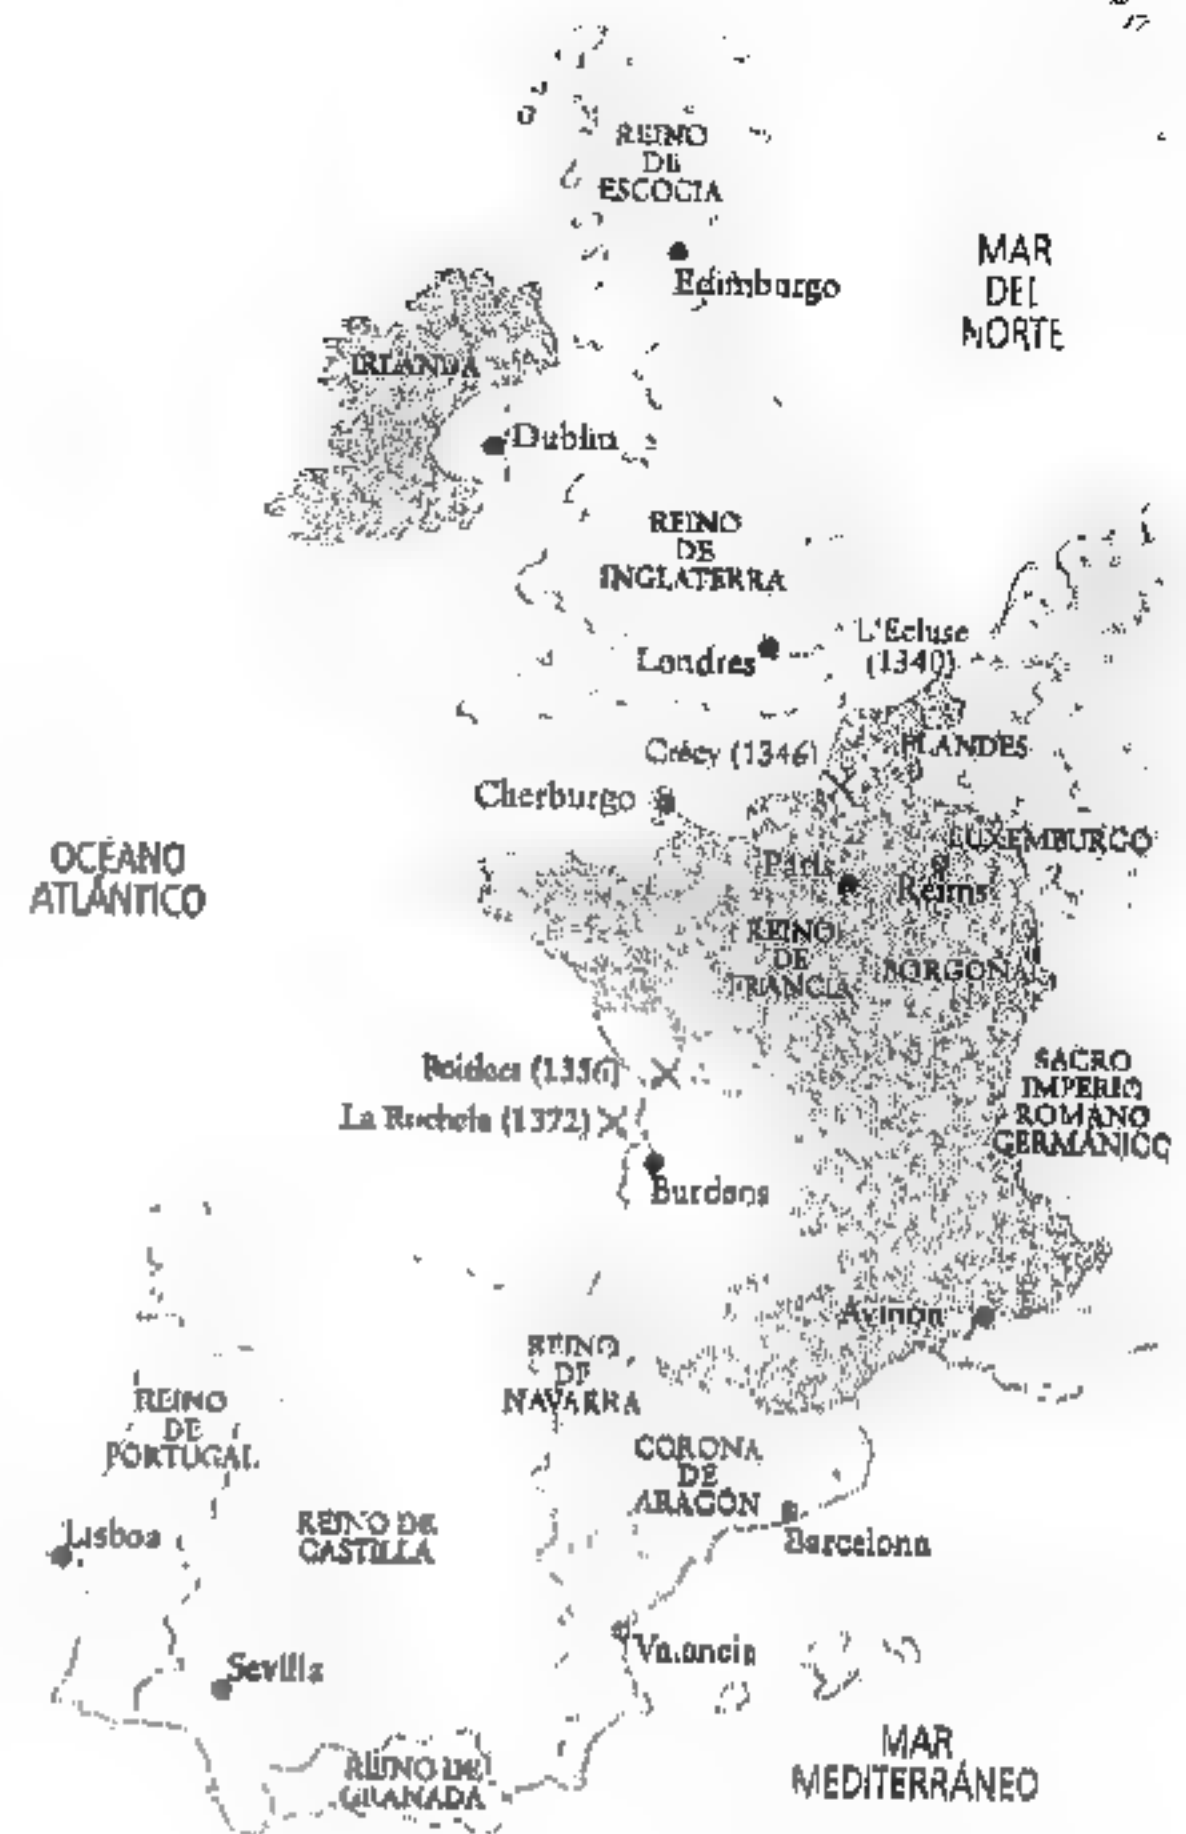 REINO
DE
ESCOCIA
Edimburgo
MAR
DEL
NORTE
IRLANDA
Dublin
REINO
DE
INGLATERRA
Londres
L'Ecluse
(1340)
Crécy (1346)
FLANDES
Cherburgo
LUXEMBURGO
OCÉANO
ATLÁNTICO
París
Reims
REINO
DE
FRANCIA
BORGOÑA
Poitiers (1356)
La Rochela (1372)
SACRO
IMPERIO
ROMANO
GERMÁNICO
Burdeos
Aviñón
REINO
DE
NAVARRA
REINO
DE
PORTUGAL
CORONA
DE
ARAGÓN
Lisboa
REINO DE
CASTILLA
Barcelona
Sevilla
Valencia
REINO DE
GRANADA
MAR
MEDITERRÁNEO